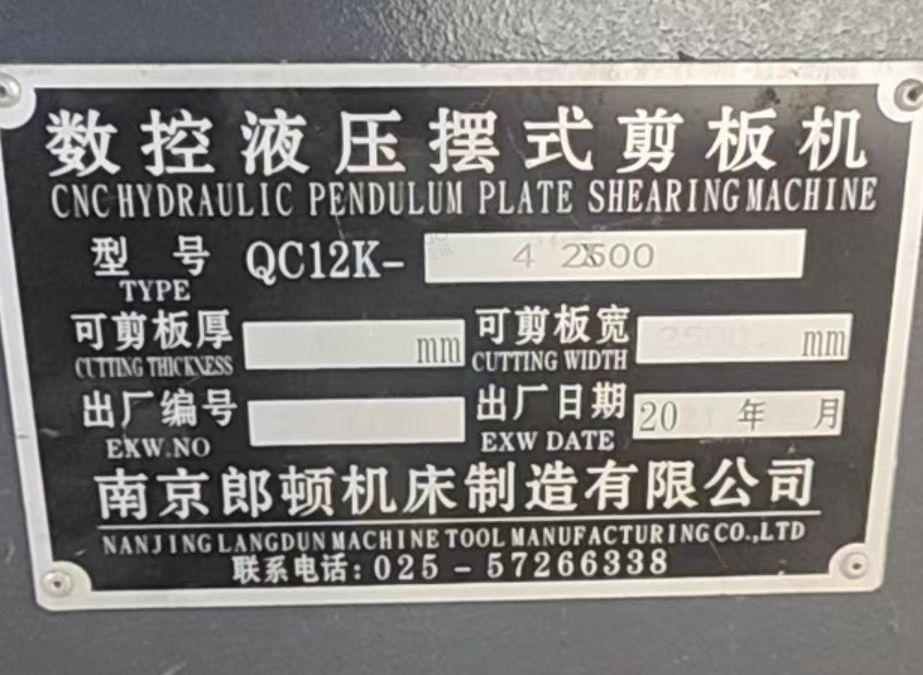 数控液压摆式剪板机
CNC HYDRAULIC PENDULUM PLATE SHEARING MACHINE
型号 QC12K- 4 X2500
TYPE
可剪板厚 mm 可剪板宽 2500 mm
CUTTING THICKNESS CUTTING WIDTH
出厂编号 出厂日期 20 年 月
EXW.NO EXW DATE
南京郎顿机床制造有限公司
NANJING LANGDUN MACHINE TOOL MANUFACTURING CO.,LTD
联系电话:025-57266338